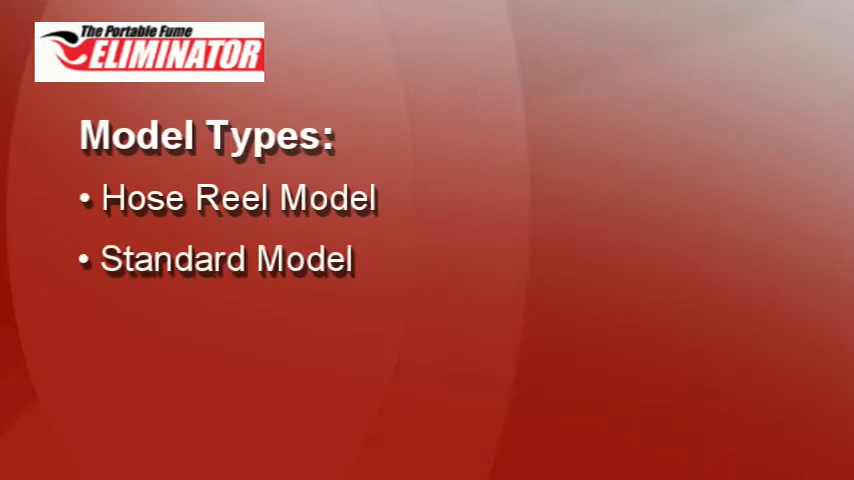 The Portable Fume
ELIMINATOR
Model Types:
• Hose Reel Model
• Standard Model